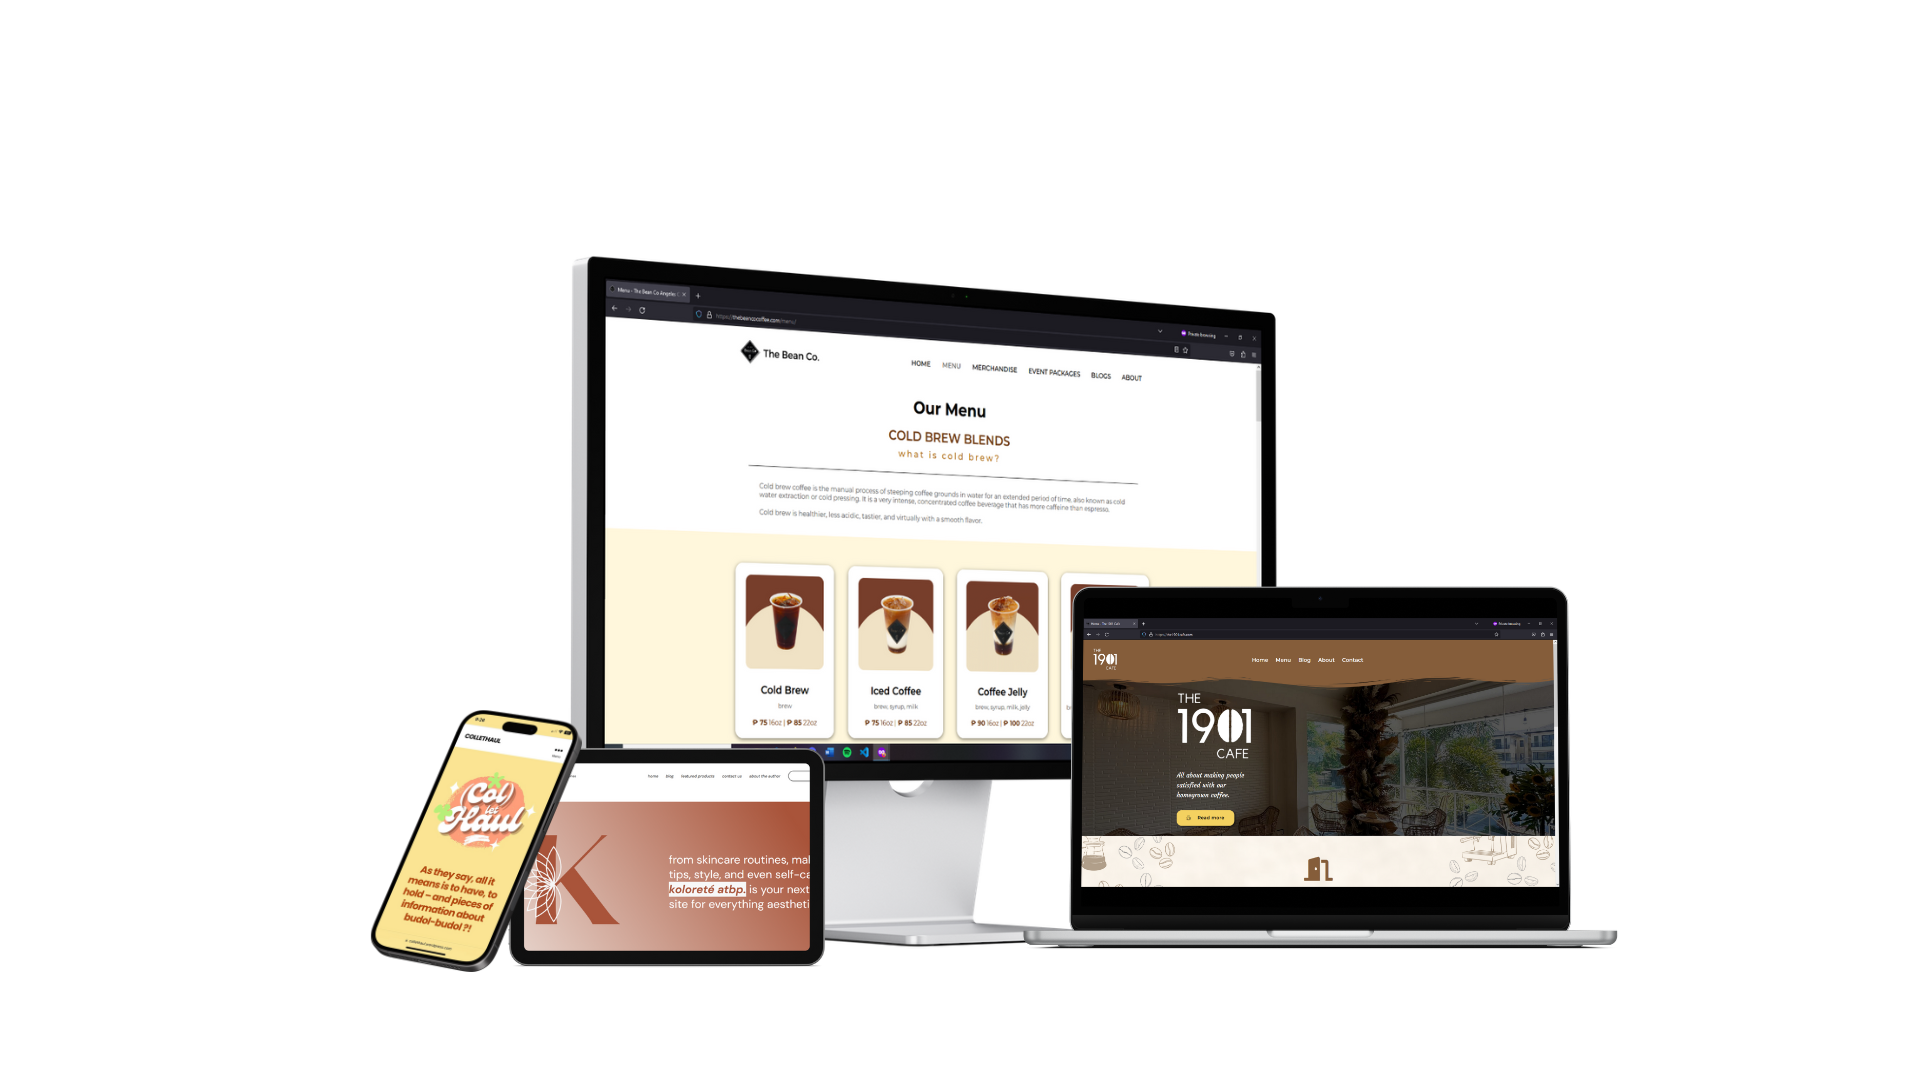 Menu - The Bean Co Angeles
https://thebeancocoffee.com/menu/
Private browsing
The Bean Co.
HOME MENU MERCHANDISE EVENT PACKAGES BLOGS ABOUT
Our Menu
COLD BREW BLENDS
what is cold brew?
Cold brew coffee is the manual process of steeping coffee grounds in water for an extended period of time, also known as cold
water extraction or cold pressing. It is a very intense, concentrated coffee beverage that has more caffeine than espresso.
Cold brew is healthier, less acidic, tastier, and virtually with a smooth flavor.
Cold Brew
brew
₱ 75 16oz | ₱ 85 22oz
Iced Coffee
brew, syrup, milk
₱ 75 16oz | ₱ 85 22oz
Coffee Jelly
brew, syrup, milk, jelly
₱ 90 16oz | ₱ 100 22oz
COLLETHAUL
Col
let
Haul
As they say, all it
means is to have, to
hold – and pieces of
information about
budol-budol ?!
home blog featured products contact us about the author
K
from skincare routines, mak
tips, style, and even self-ca
koloreté atbp. is your next
site for everything aestheti
Private browsing
THE
1901
CAFE
Home Menu Blog About Contact
THE
1901
CAFE
All about making people
satisfied with our
homegrown coffee.
Read more